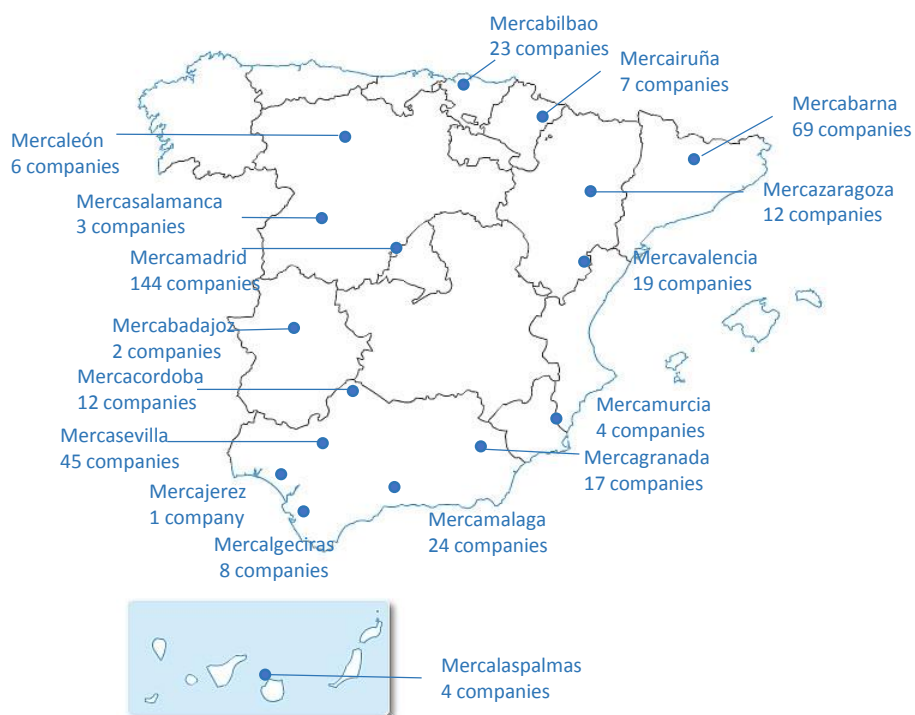 Mercabilbao
23 companies
Mercairuña
7 companies
Mercabarna
69 companies
Mercaleón
6 companies
Mercazaragoza
12 companies
Mercasalamanca
3 companies
Mercamadrid
144 companies
Mercavalencia
19 companies
Mercabadajoz
2 companies
Mercacordoba
12 companies
Mercamurcia
4 companies
Mercasevilla
45 companies
Mercagranada
17 companies
Mercajerez
1 company
Mercamalaga
24 companies
Mercalgeciras
8 companies
Mercalaspalmas
4 companies